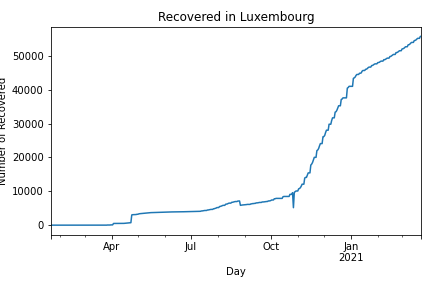 Recovered in Luxembourg
Number of Recovered
50000
40000
30000
20000
10000
0
Apr
Jul
Oct
Jan
2021
Day